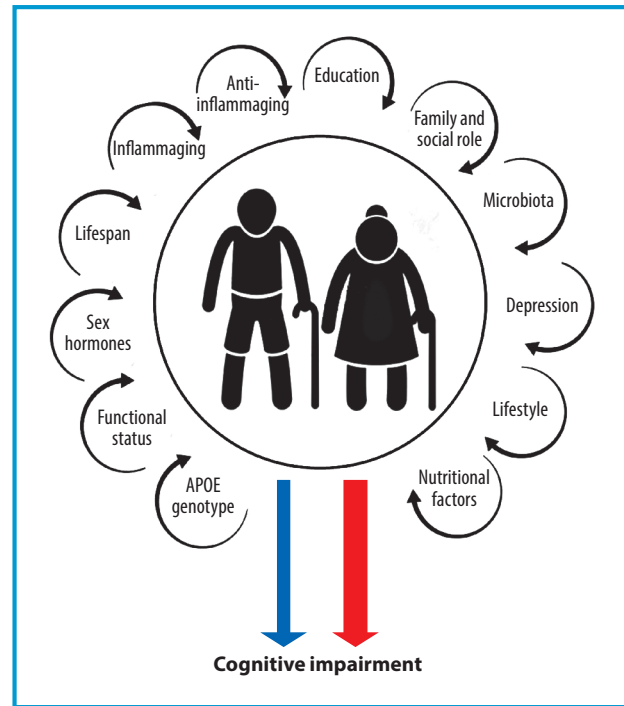 Anti-
inflammaging
Education
Family and
social role
Inflammaging
Microbiota
Lifespan
Depression
Sex
hormones
Lifestyle
Functional
status
Nutritional
factors
APOE
genotype
Cognitive impairment